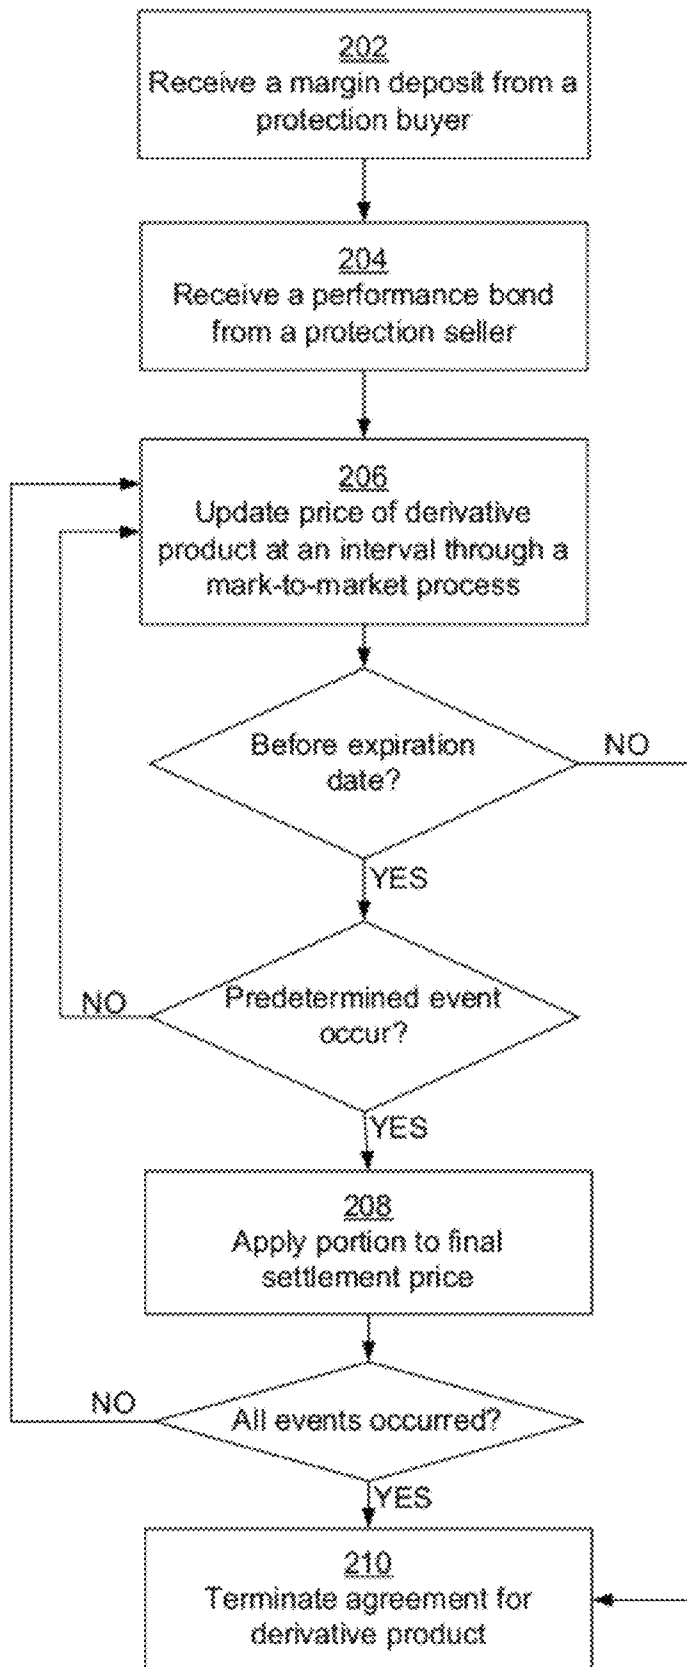 202
Receive a margin deposit from a
protection buyer
204
Receive a performance bond
from a protection seller
206
Update price of derivative
product at an interval through a
mark-to-market process
Before expiration
date?
NO
YES
Predetermined event
occur?
NO
YES
208
Apply portion to final
settlement price
All events occurred?
NO
YES
210
Terminate agreement for
derivative product